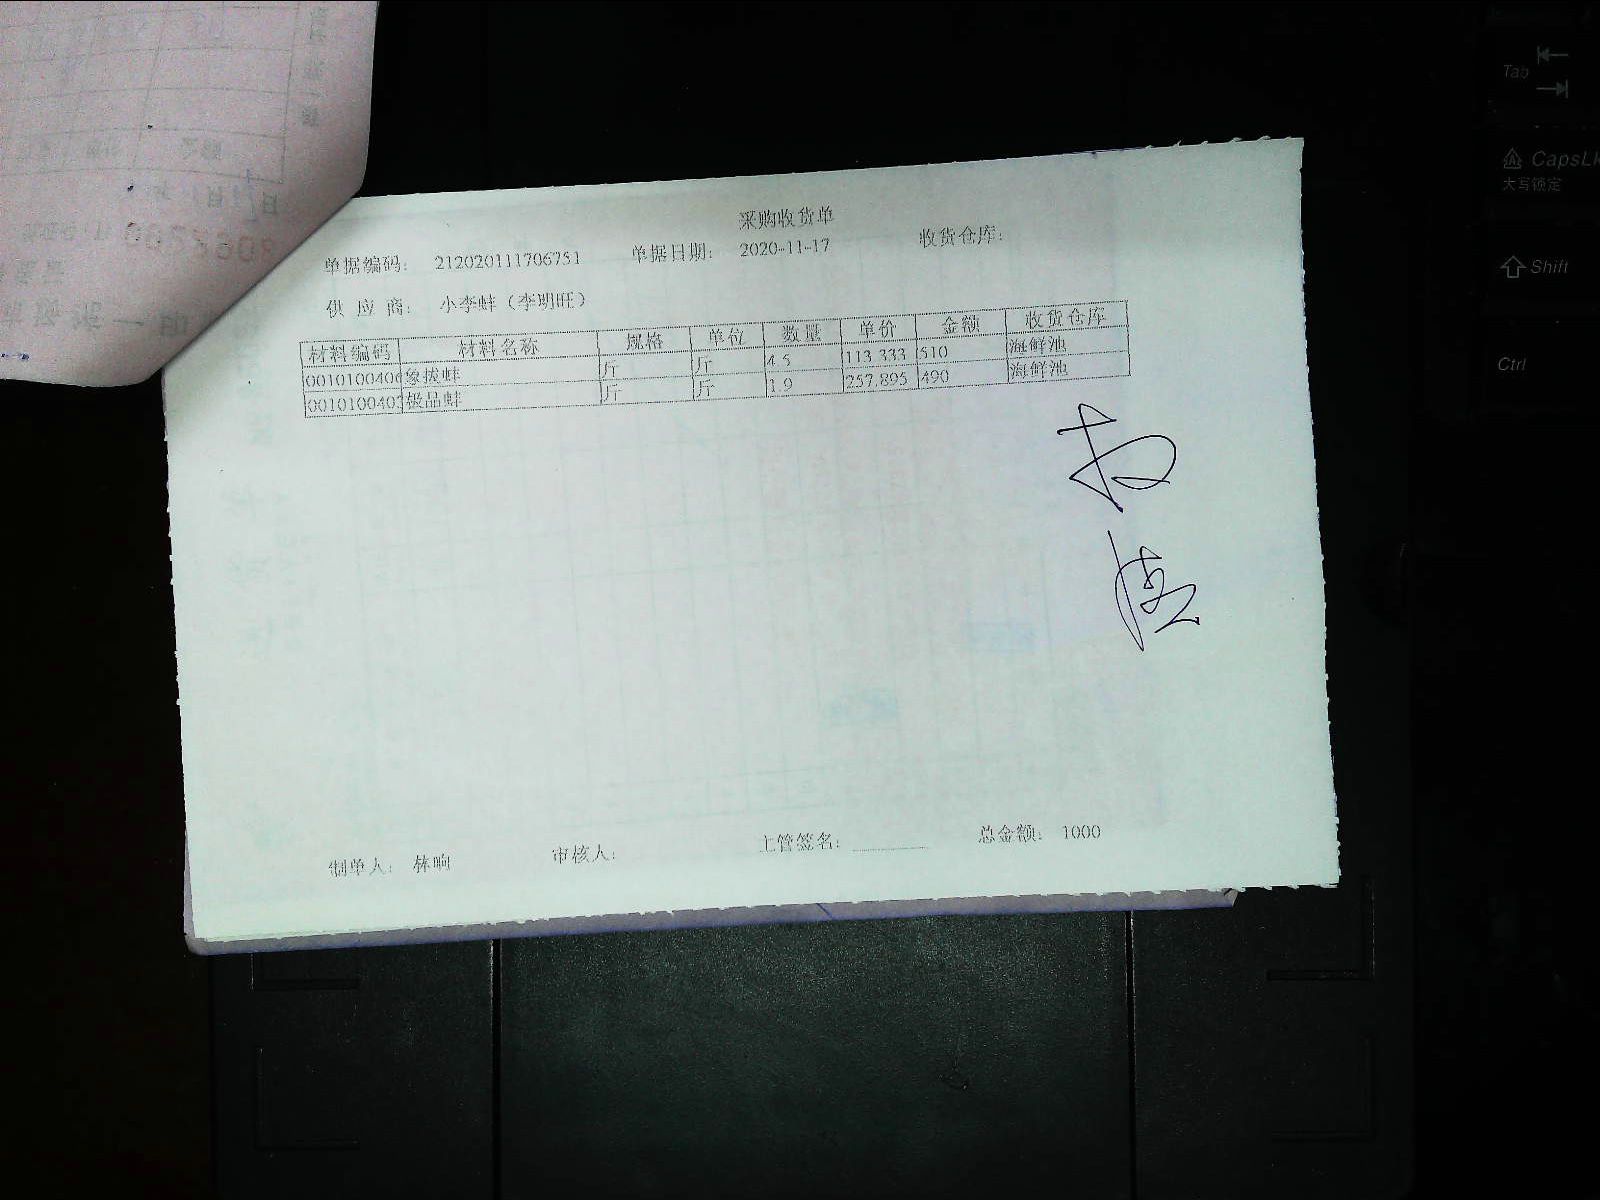 采购收货单
单据编码: 212020111706751 单据日期: 2020-11-17 收货仓库:
供应商: 小李蚌（李明旺）
材料编码 材料名称 规格 单位 数量 单价 金额 收货仓库
0010100406 象拔蚌 斤 斤 4.5 113.333 510 海鲜池
001010040 极品蚌 斤 斤 1.9 257.895 490 海鲜池
制单人: 林响 审核人: 主管签名: 总金额: 1000
Tab
CapsLk
大写锁定
Shift
Ctrl